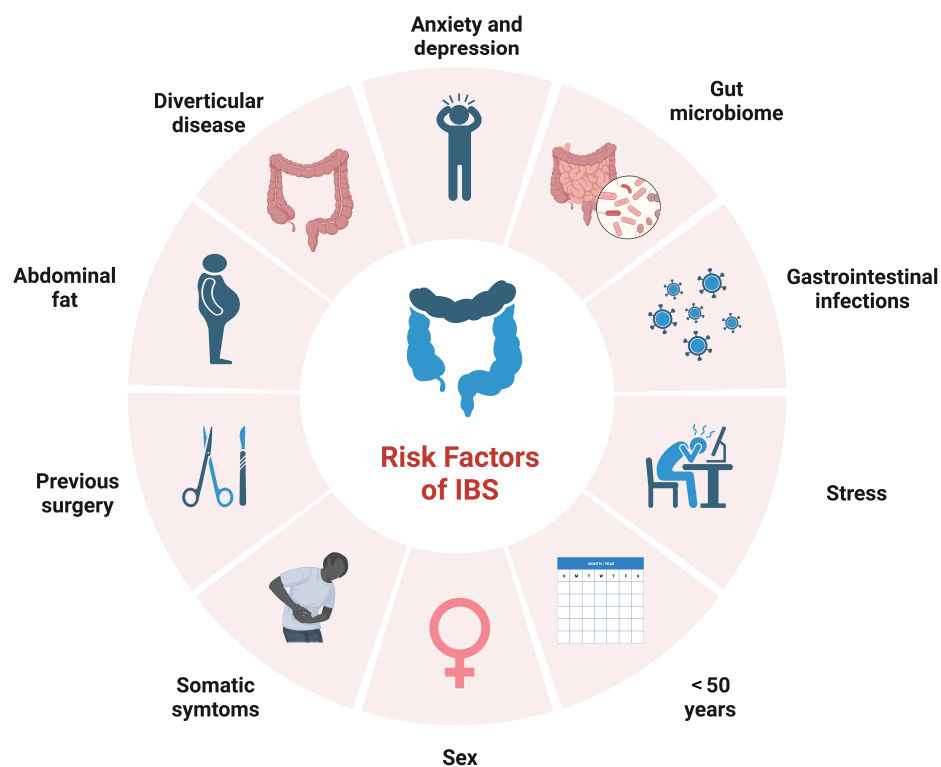 Anxiety and
depression
Gut
microbiome
Gastrointestinal
infections
Stress
MONTH / YEAR
S M T W T F S
< 50
years
Sex
Somatic
symtoms
Previous
surgery
Abdominal
fat
Diverticular
disease
Risk Factors
of IBS